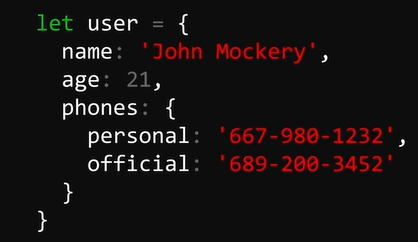 let user = {
  name: 'John Mockery',
  age: 21,
  phones: {
    personal: '667-980-1232',
    official: '689-200-3452'
  }
}